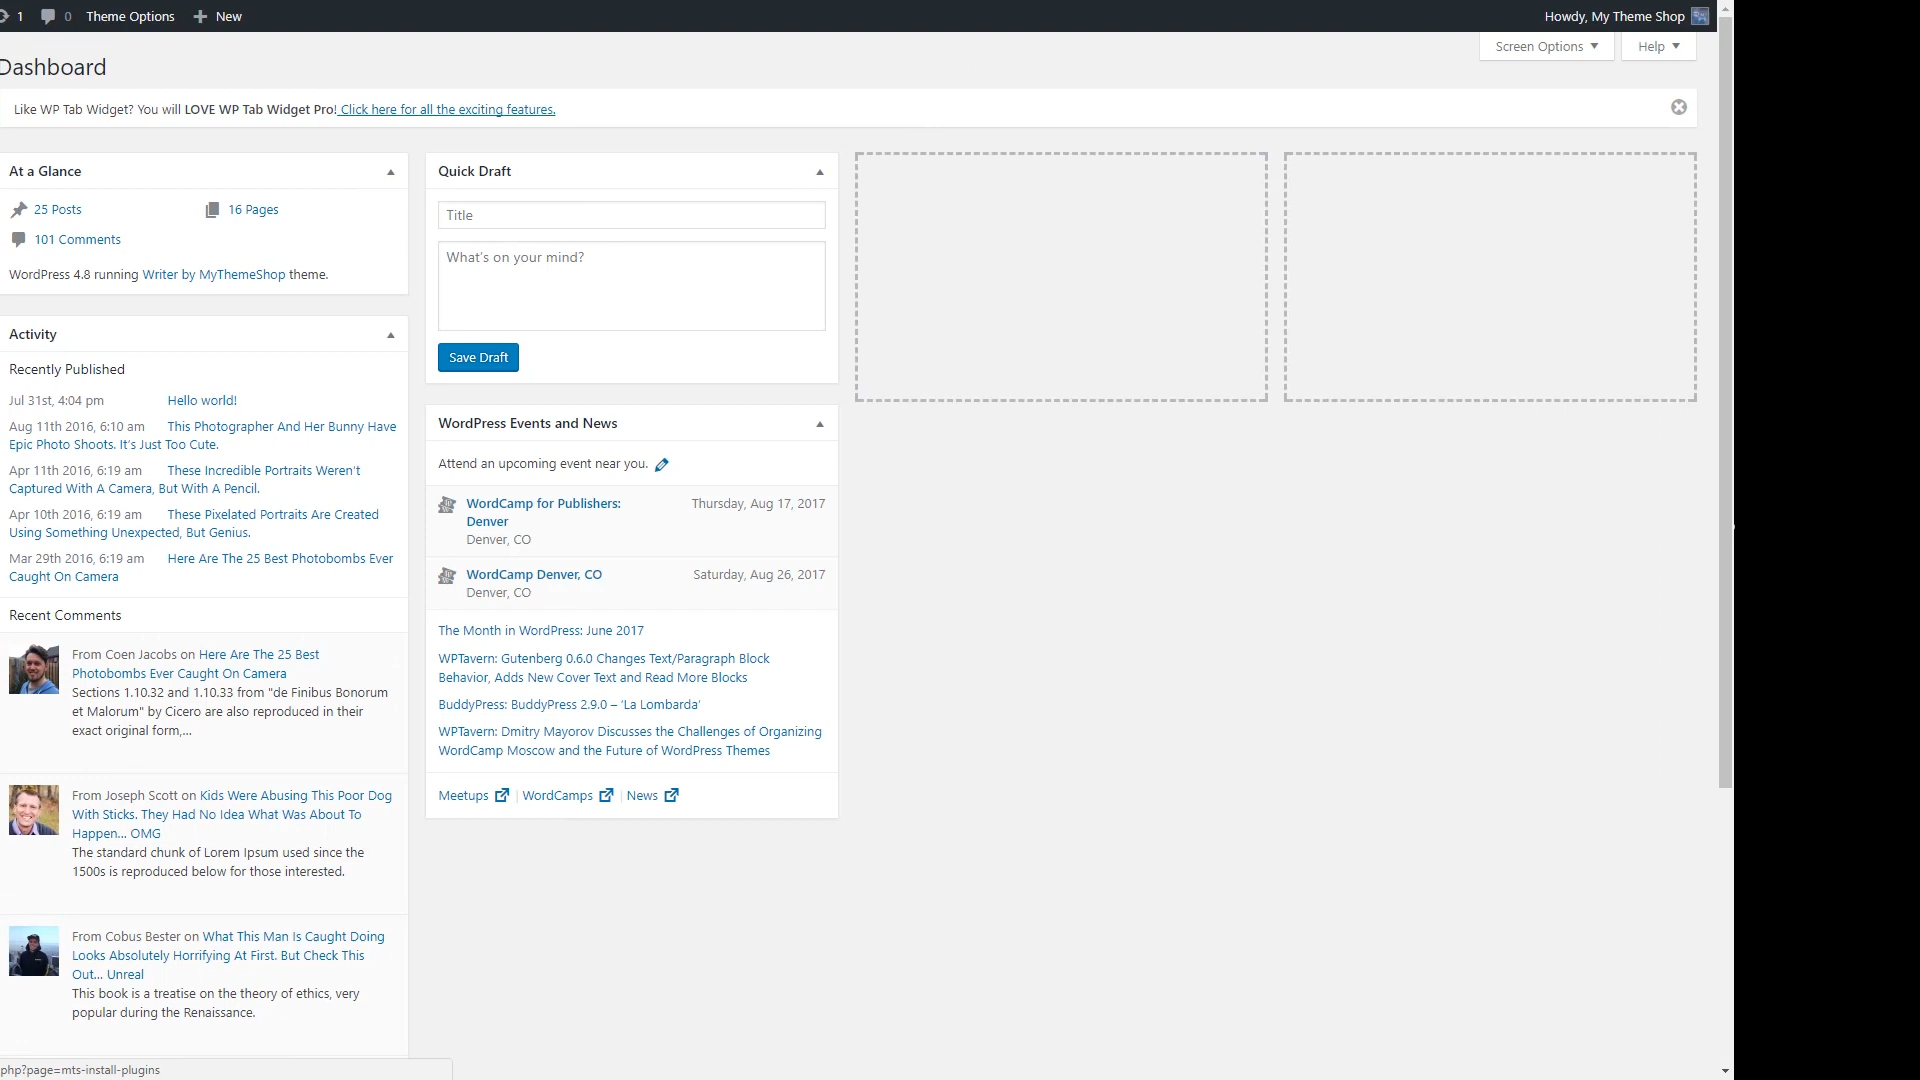 1 0 Theme Options New Howdy, My Theme Shop
Screen Options Help
Dashboard
Like WP Tab Widget? You will LOVE WP Tab Widget Pro! Click here for all the exciting features.
At a Glance
25 Posts 16 Pages
101 Comments
WordPress 4.8 running Writer by MyThemeShop theme.
Activity
Recently Published
Jul 31st, 4:04 pm Hello world!
Aug 11th 2016, 6:10 am This Photographer And Her Bunny Have
Epic Photo Shoots. It’s Just Too Cute.
Apr 11th 2016, 6:19 am These Incredible Portraits Weren't
Captured With A Camera, But With A Pencil.
Apr 10th 2016, 6:19 am These Pixelated Portraits Are Created
Using Something Unexpected, But Genius.
Mar 29th 2016, 6:19 am Here Are The 25 Best Photobombs Ever
Caught On Camera
Recent Comments
From Coen Jacobs on Here Are The 25 Best
Photobombs Ever Caught On Camera
Sections 1.10.32 and 1.10.33 from "de Finibus Bonorum
et Malorum" by Cicero are also reproduced in their
exact original form,...
From Joseph Scott on Kids Were Abusing This Poor Dog
With Sticks. They Had No Idea What Was About To
Happen... OMG
The standard chunk of Lorem Ipsum used since the
1500s is reproduced below for those interested.
From Cobus Bester on What This Man Is Caught Doing
Looks Absolutely Horrifying At First. But Check This
Out... Unreal
This book is a treatise on the theory of ethics, very
popular during the Renaissance.
Quick Draft
Title
What’s on your mind?
Save Draft
WordPress Events and News
Attend an upcoming event near you.
WordCamp for Publishers: Thursday, Aug 17, 2017
Denver
Denver, CO
WordCamp Denver, CO Saturday, Aug 26, 2017
Denver, CO
The Month in WordPress: June 2017
WPTavern: Gutenberg 0.6.0 Changes Text/Paragraph Block
Behavior, Adds New Cover Text and Read More Blocks
BuddyPress: BuddyPress 2.9.0 – ‘La Lombarda’
WPTavern: Dmitry Mayorov Discusses the Challenges of Organizing
WordCamp Moscow and the Future of WordPress Themes
Meetups | WordCamps | News
php?page=mts-install-plugins